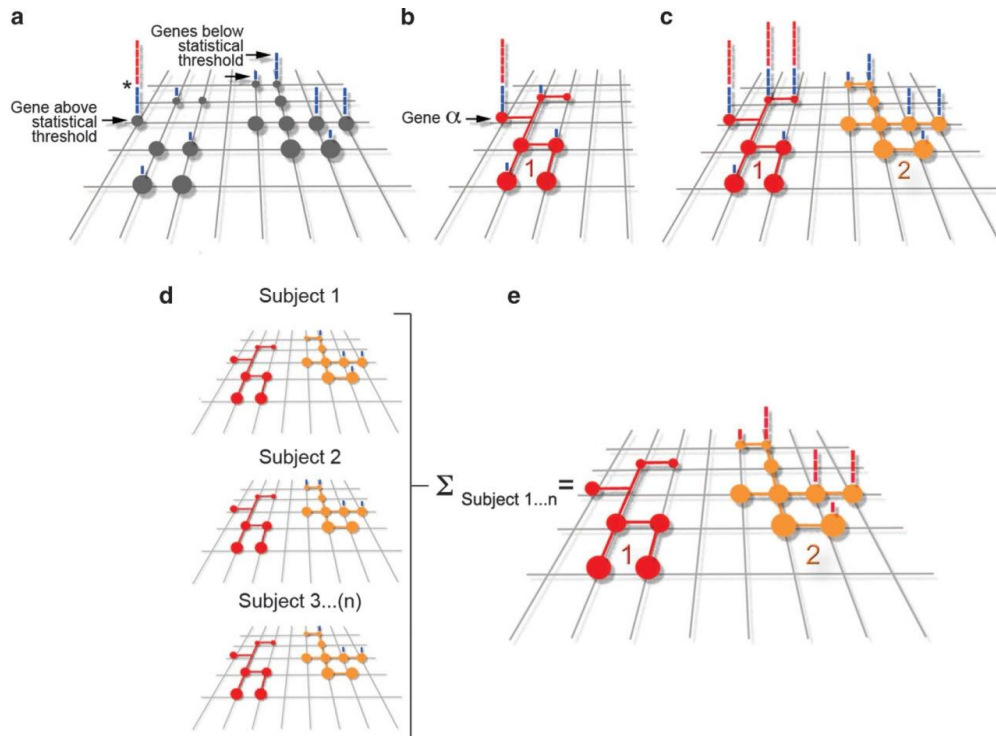 a
Genes below
statistical
threshold
*
Gene above
statistical
threshold
b
Gene α
1
c
1
2
d
Subject 1
Subject 2
Subject 3...(n)
e
Σ Subject 1...n =
1
2